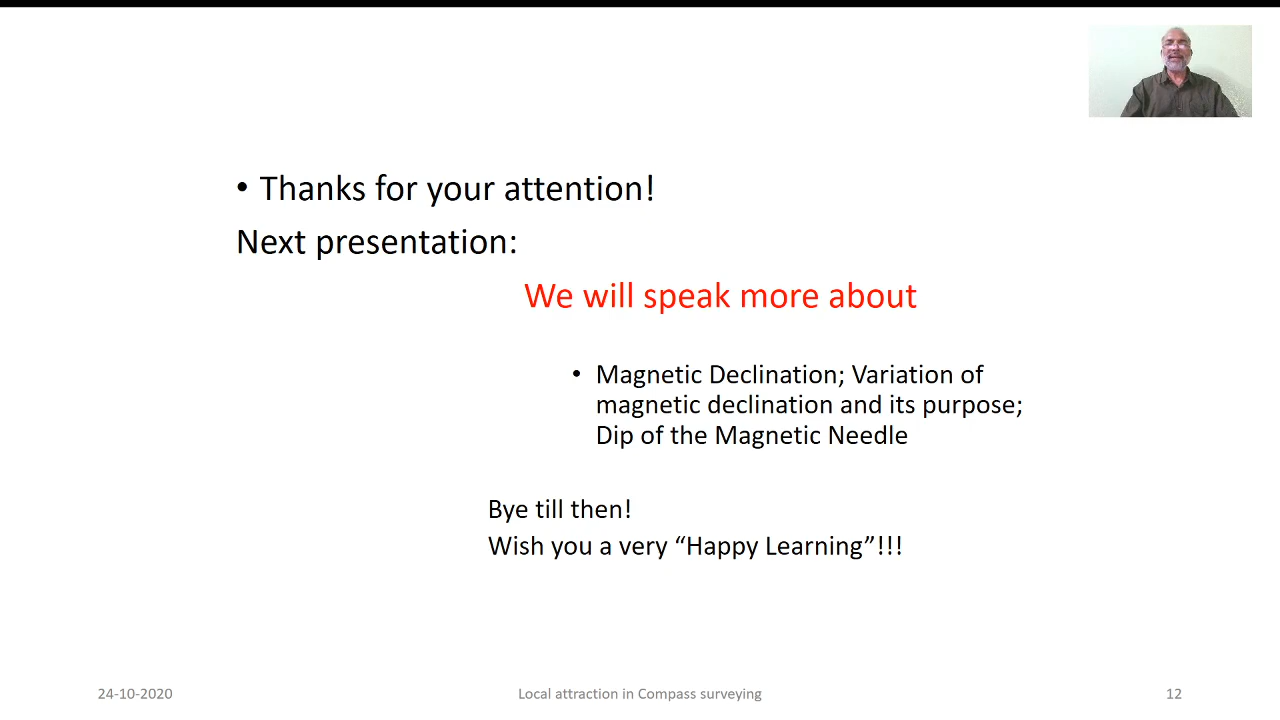 • Thanks for your attention!
Next presentation:
We will speak more about
• Magnetic Declination; Variation of
magnetic declination and its purpose;
Dip of the Magnetic Needle
Bye till then!
Wish you a very “Happy Learning”!!!
24-10-2020
Local attraction in Compass surveying
12